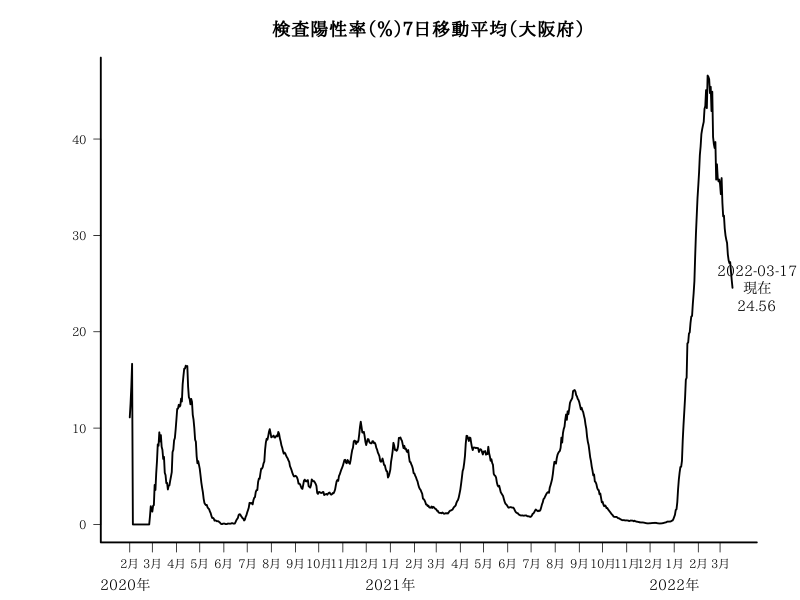 検査陽性率(%)7日移動平均(大阪府)
40
30
20
10
0
2022-03-17
現在
24.56
2月 3月 4月 5月 6月 7月 8月 9月 10月 11月 12月 1月 2月 3月 4月 5月 6月 7月 8月 9月 10月 11月 12月 1月 2月 3月
2020年 2021年 2022年